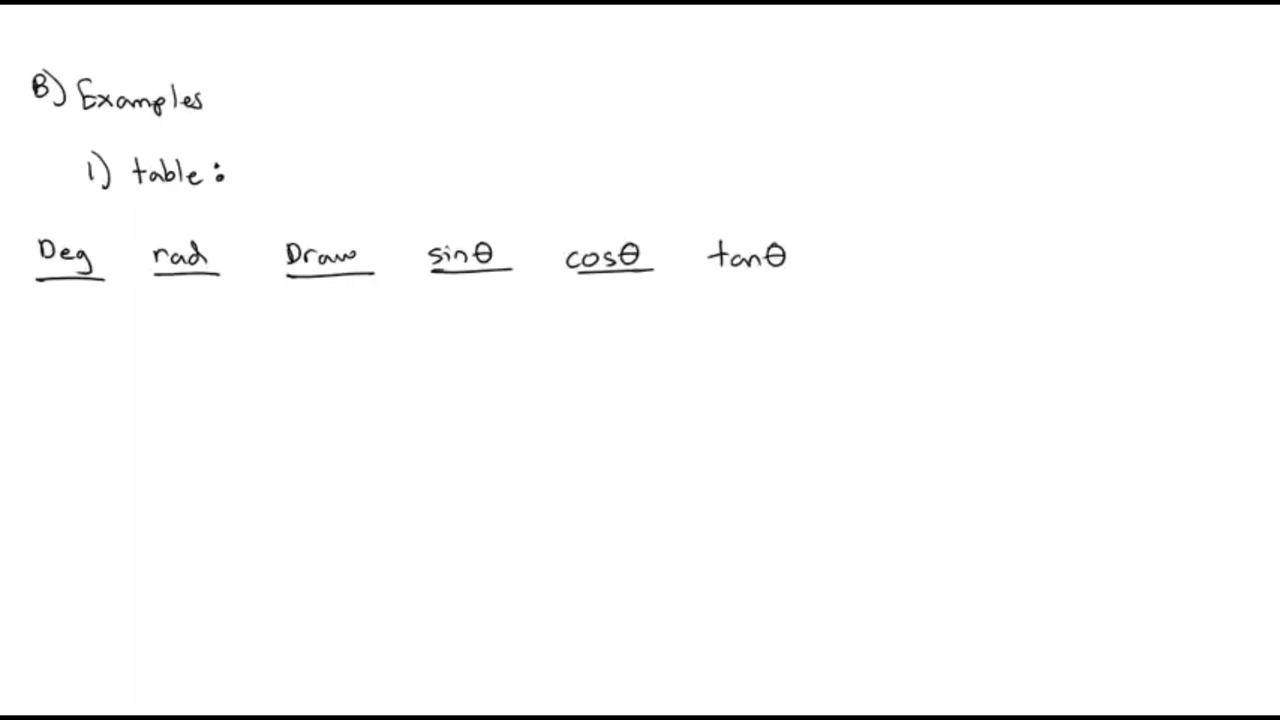 B) Examples
1) table:
Deg rad Draw sinθ cosθ tanθ